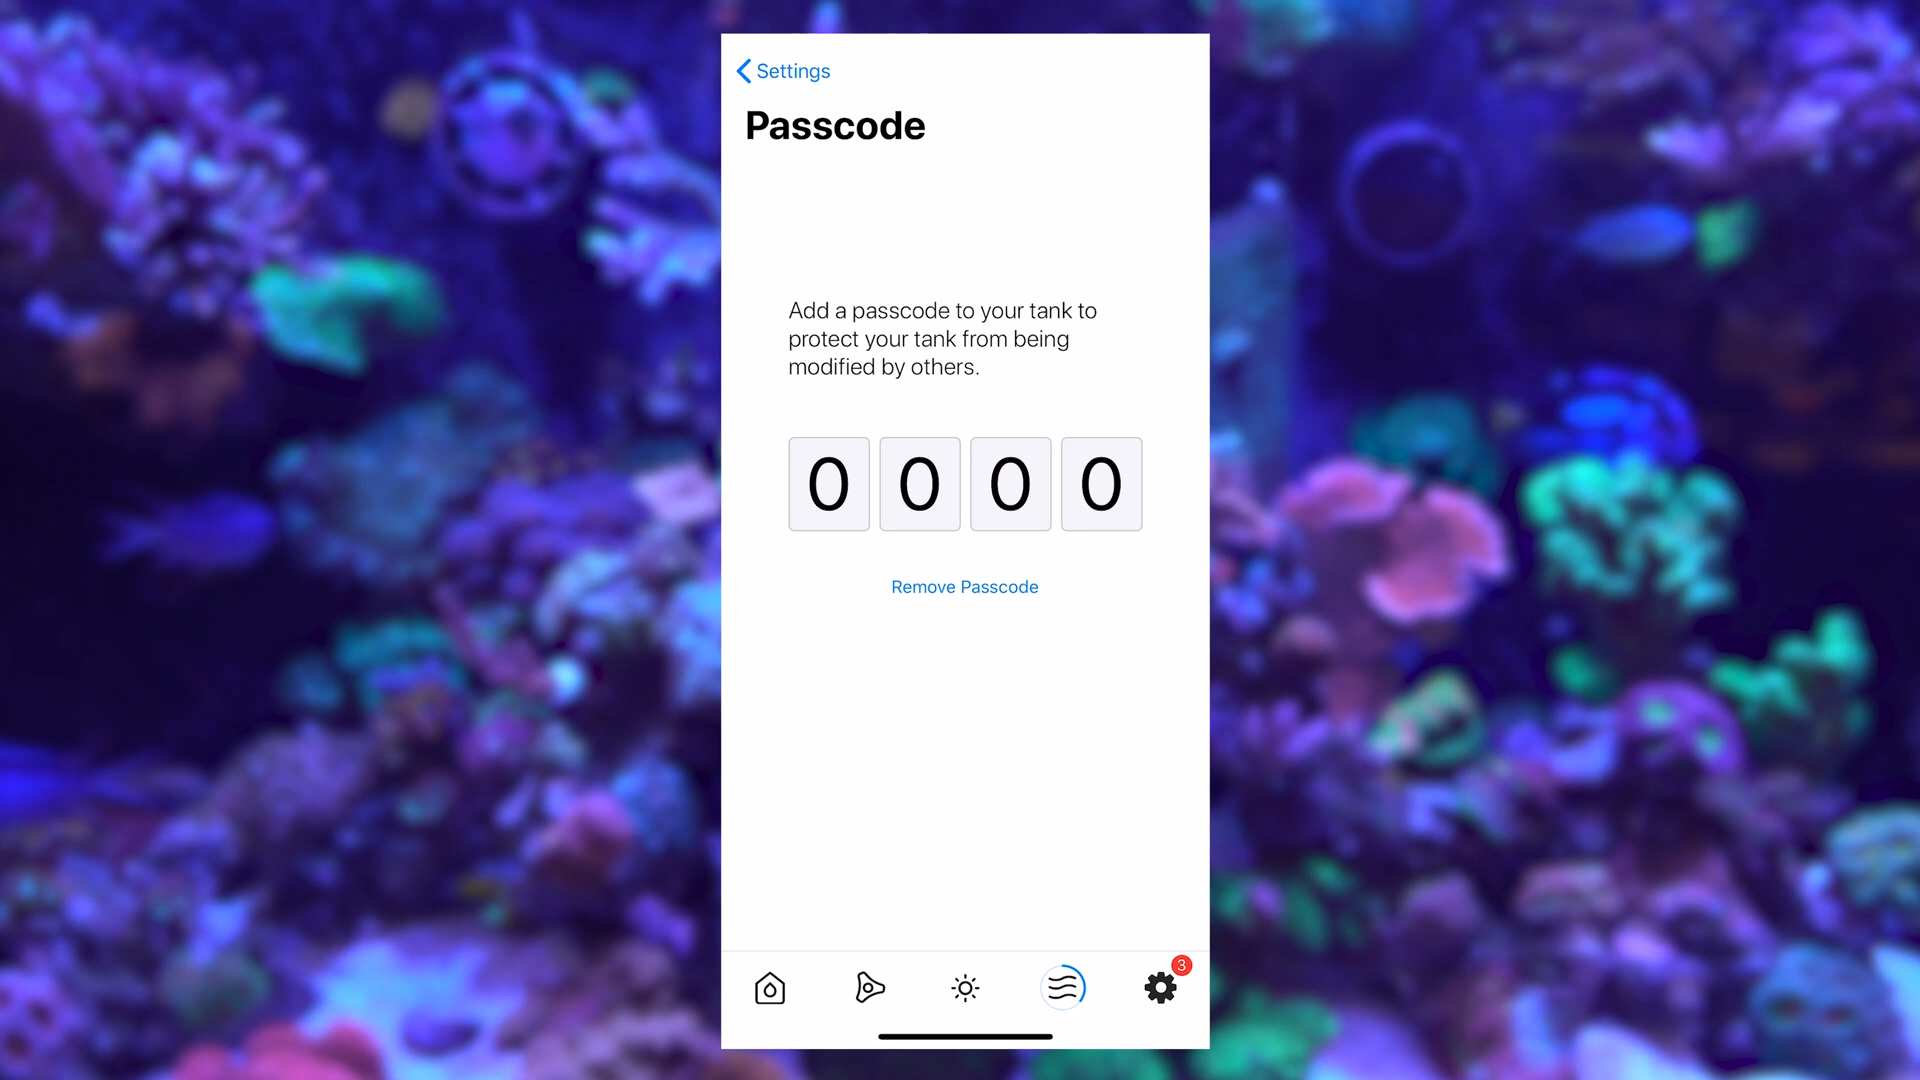 Settings
Passcode
Add a passcode to your tank to
protect your tank from being
modified by others.
0 0 0 0
Remove Passcode
3